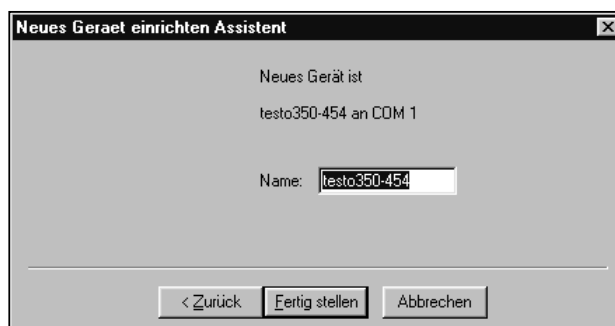 Neues Geraet einrichten Assistent
Neues Gerät ist
testo350-454 an COM 1
Name: testo350-454
< Zurück Fertig stellen Abbrechen